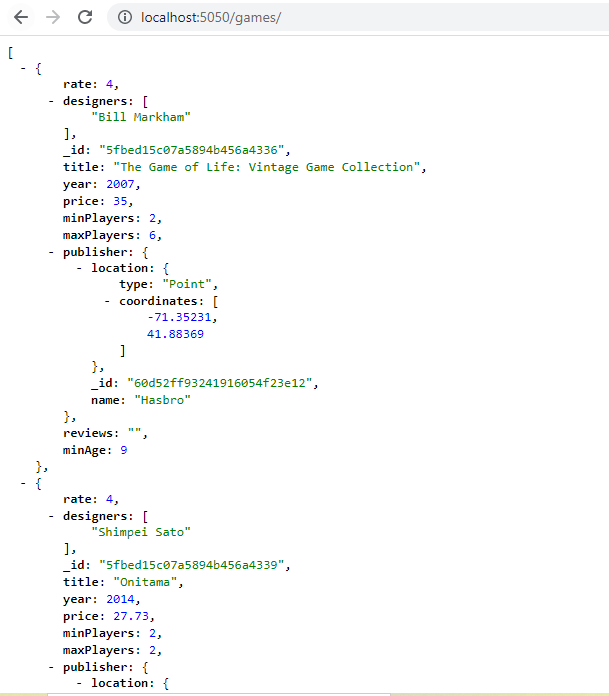 localhost:5050/games/
[
- {
rate: 4,
- designers: [
"Bill Markham"
],
_id: "5fbed15c07a5894b456a4336",
title: "The Game of Life: Vintage Game Collection",
year: 2007,
price: 35,
minPlayers: 2,
maxPlayers: 6,
- publisher: {
- location: {
type: "Point",
- coordinates: [
-71.35231,
41.88369
]
},
_id: "60d52ff93241916054f23e12",
name: "Hasbro"
},
reviews: "",
minAge: 9
},
- {
rate: 4,
- designers: [
"Shimpei Sato"
],
_id: "5fbed15c07a5894b456a4339",
title: "Onitama",
year: 2014,
price: 27.73,
minPlayers: 2,
maxPlayers: 2,
- publisher: {
- location: {